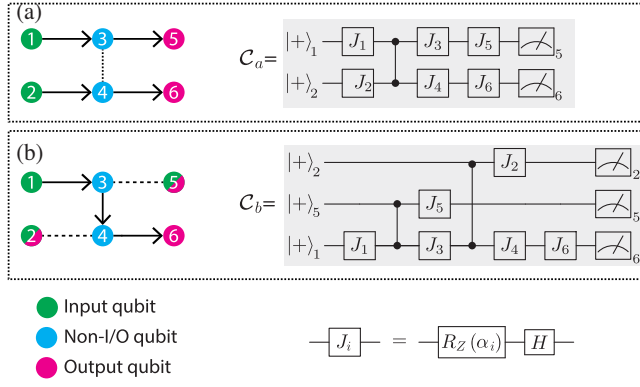 (a)
1 3 5
2 4 6
𝒞ₐ= |+⟩₁ J₁ J₃ J₅ 5
|+⟩₂ J₂ J₄ J₆ 6
(b)
1 3 5
2 4 6
𝒞_b= |+⟩₂ J₂ 2
|+⟩₅ J₅ 5
|+⟩₁ J₁ J₃ J₄ J₆ 6
Input qubit
Non-I/O qubit
Output qubit
Jᵢ = R_Z(αᵢ) H